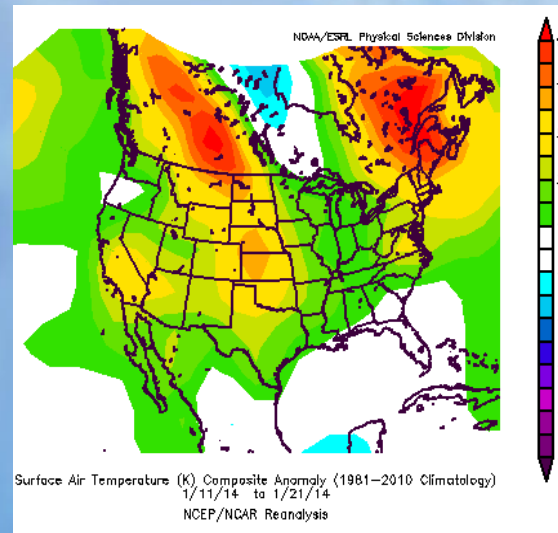 NOAA/ESRL Physical Sciences Division
Surface Air Temperature (K) Composite Anomaly (1981-2010 Climatology)
1/11/14 to 1/21/14
NCEP/NCAR Reanalysis